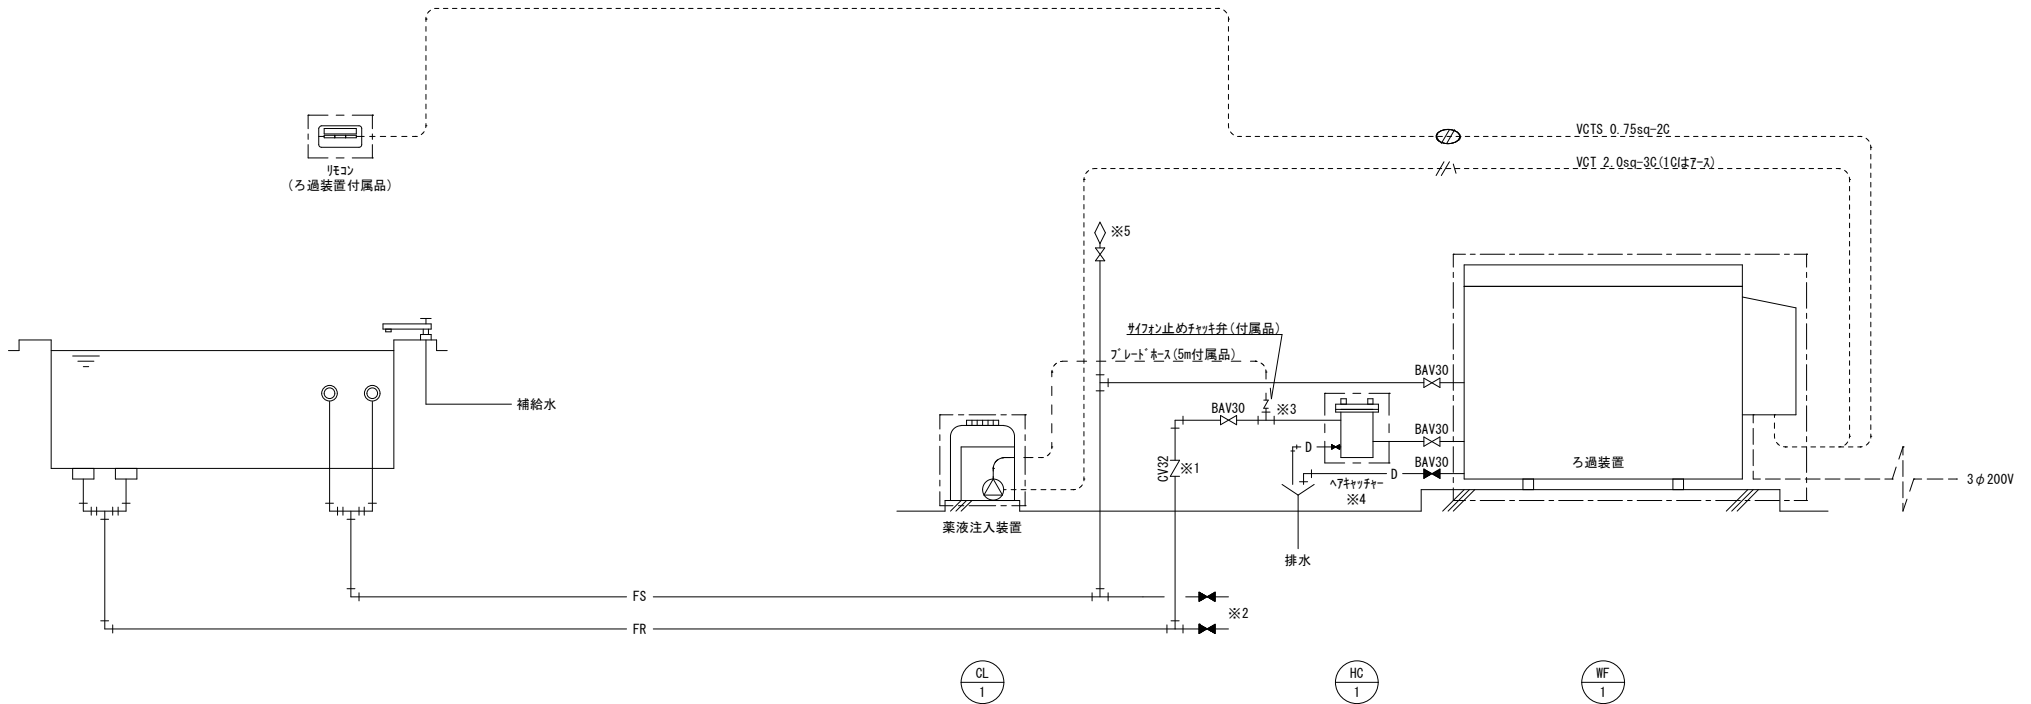 VCTS 0.75sq-2C
VCT 2.0sq-3C(1Cはｱｰｽ)
ﾘﾓｺﾝ
(ろ過装置付属品)
※5
ｻｲﾌｫﾝ止めﾁｬｯｷ弁(付属品)
ﾌﾞﾚｰﾄﾞﾎｰｽ(5m付属品)
BAV30
補給水
BAV30
※3
BAV30
D
CV32
※1
D
BAV30
ろ過装置
ﾍｱｷｬｯﾁｬｰ
※4
3φ200V
薬液注入装置
排水
FS
※2
FR
CL
1
HC
1
WF
1